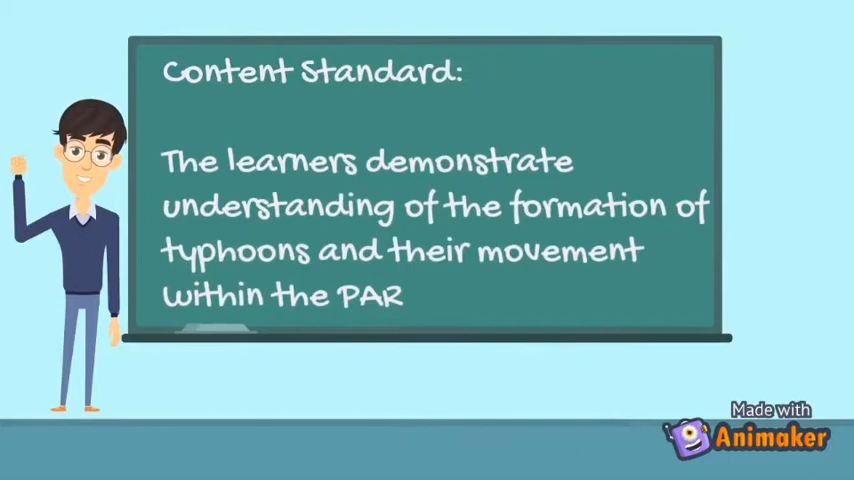 Content Standard:
The learners demonstrate
understanding of the formation of
typhoons and their movement
within the PAR
Made with
Animaker